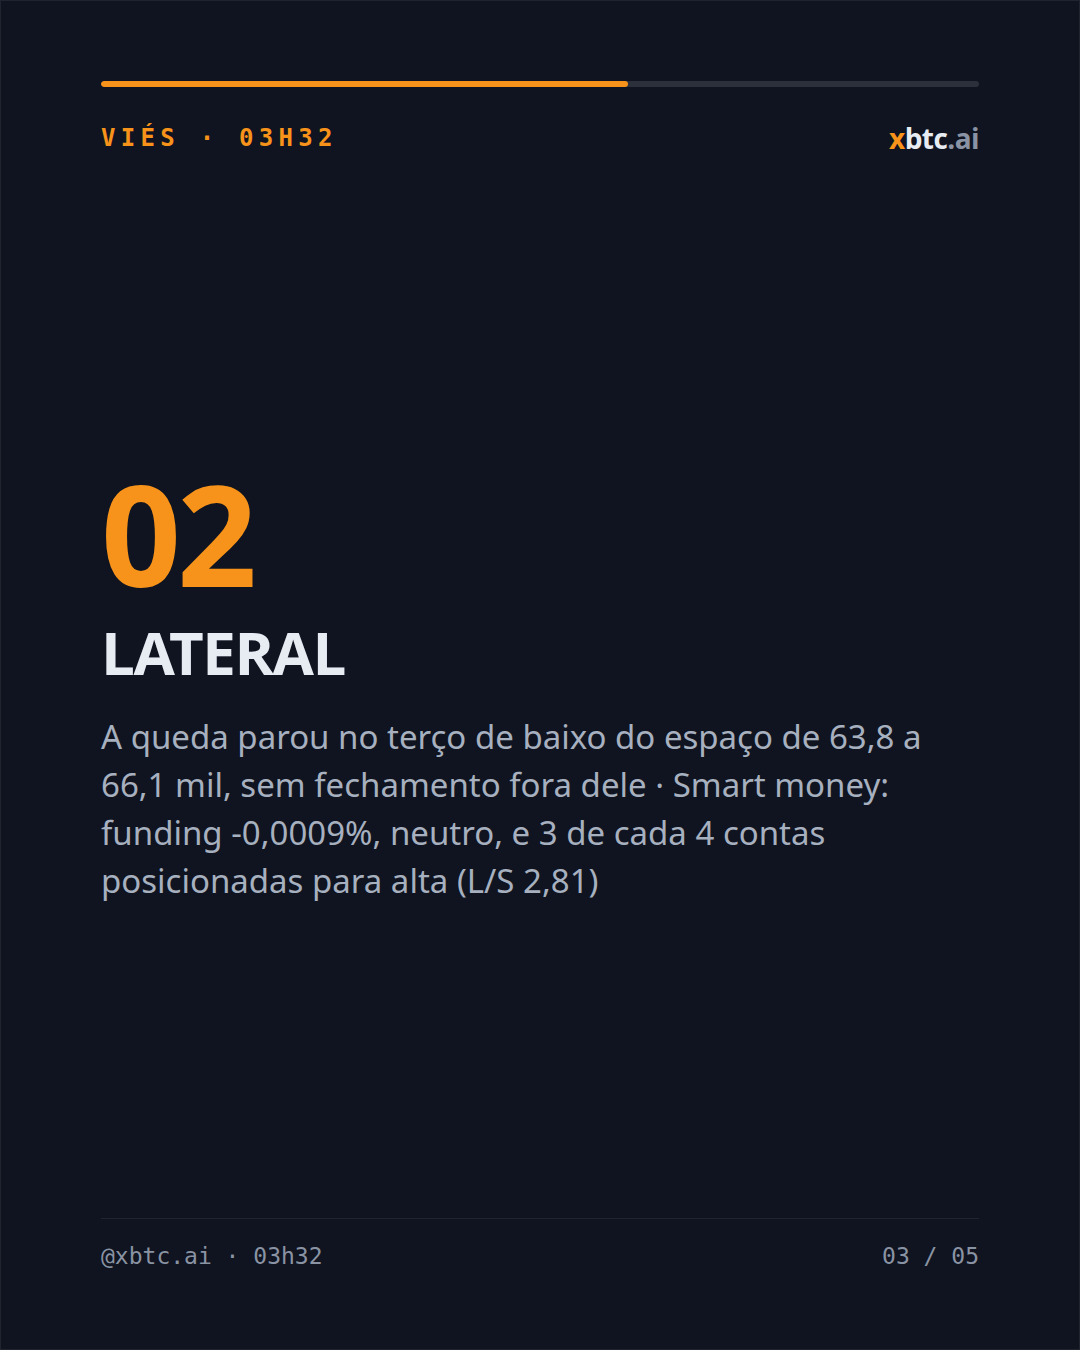 VIÉS · 03H32
xbtc.ai
02
LATERAL
A queda parou no terço de baixo do espaço de 63,8 a
66,1 mil, sem fechamento fora dele · Smart money:
funding -0,0009%, neutro, e 3 de cada 4 contas
posicionadas para alta (L/S 2,81)
@xbtc.ai · 03h32
03 / 05